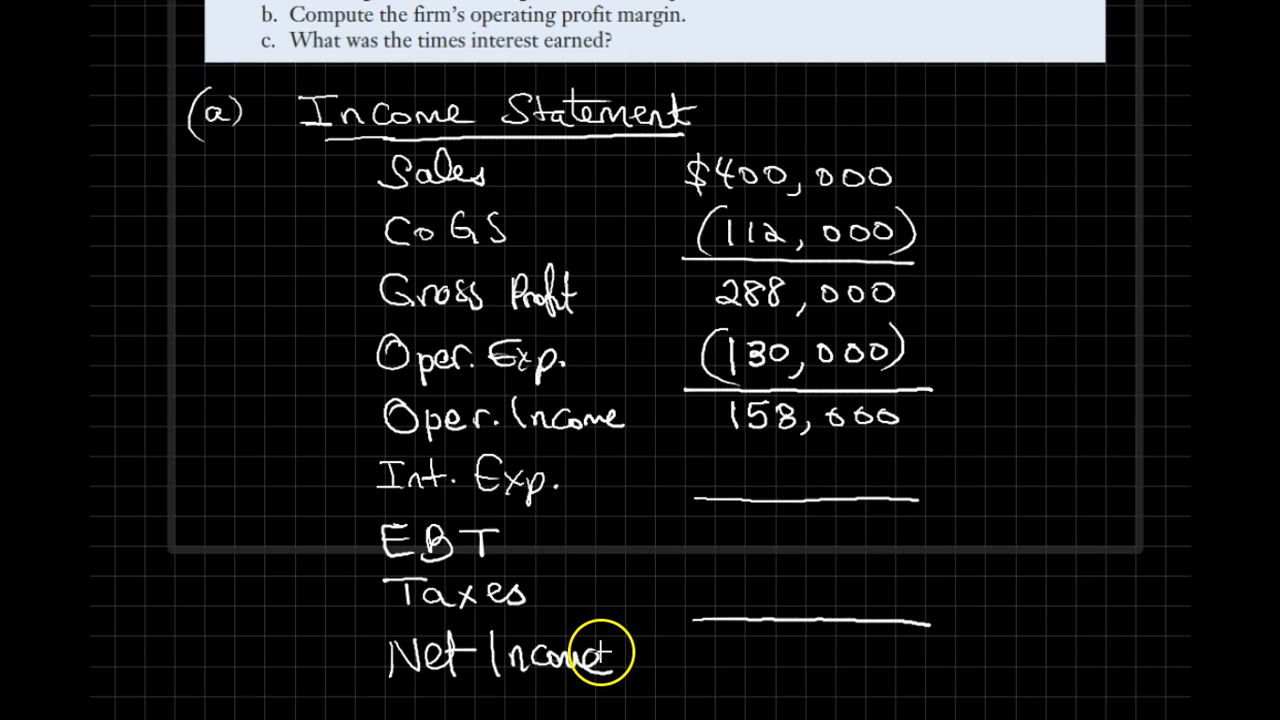 b. Compute the firm's operating profit margin.
c. What was the times interest earned?
(a) Income Statement
Sales $400,000
CoGS (112,000)
Gross Profit 288,000
Oper. Exp. (130,000)
Oper. Income 158,000
Int. Exp.
EBT
Taxes
Net Income